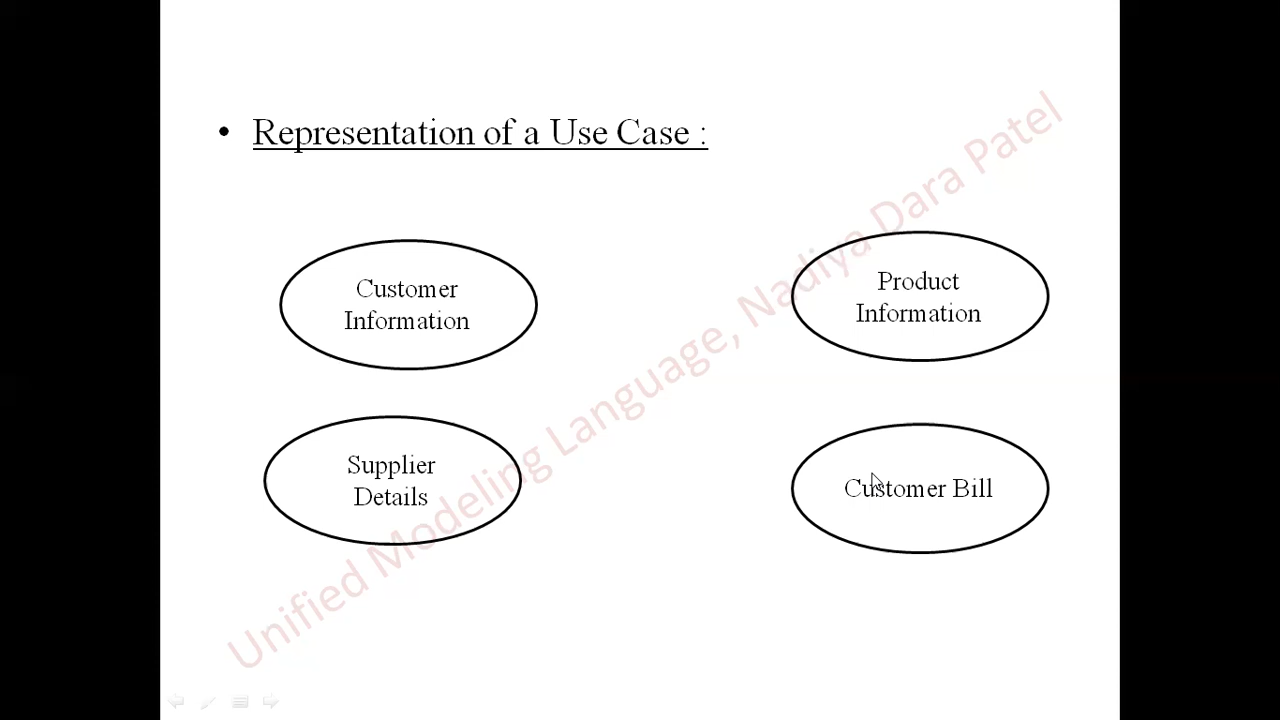 • Representation of a Use Case :
Customer
Information
Product
Information
Supplier
Details
Customer Bill
Unified Modeling Language, Nadiya Dara Patel